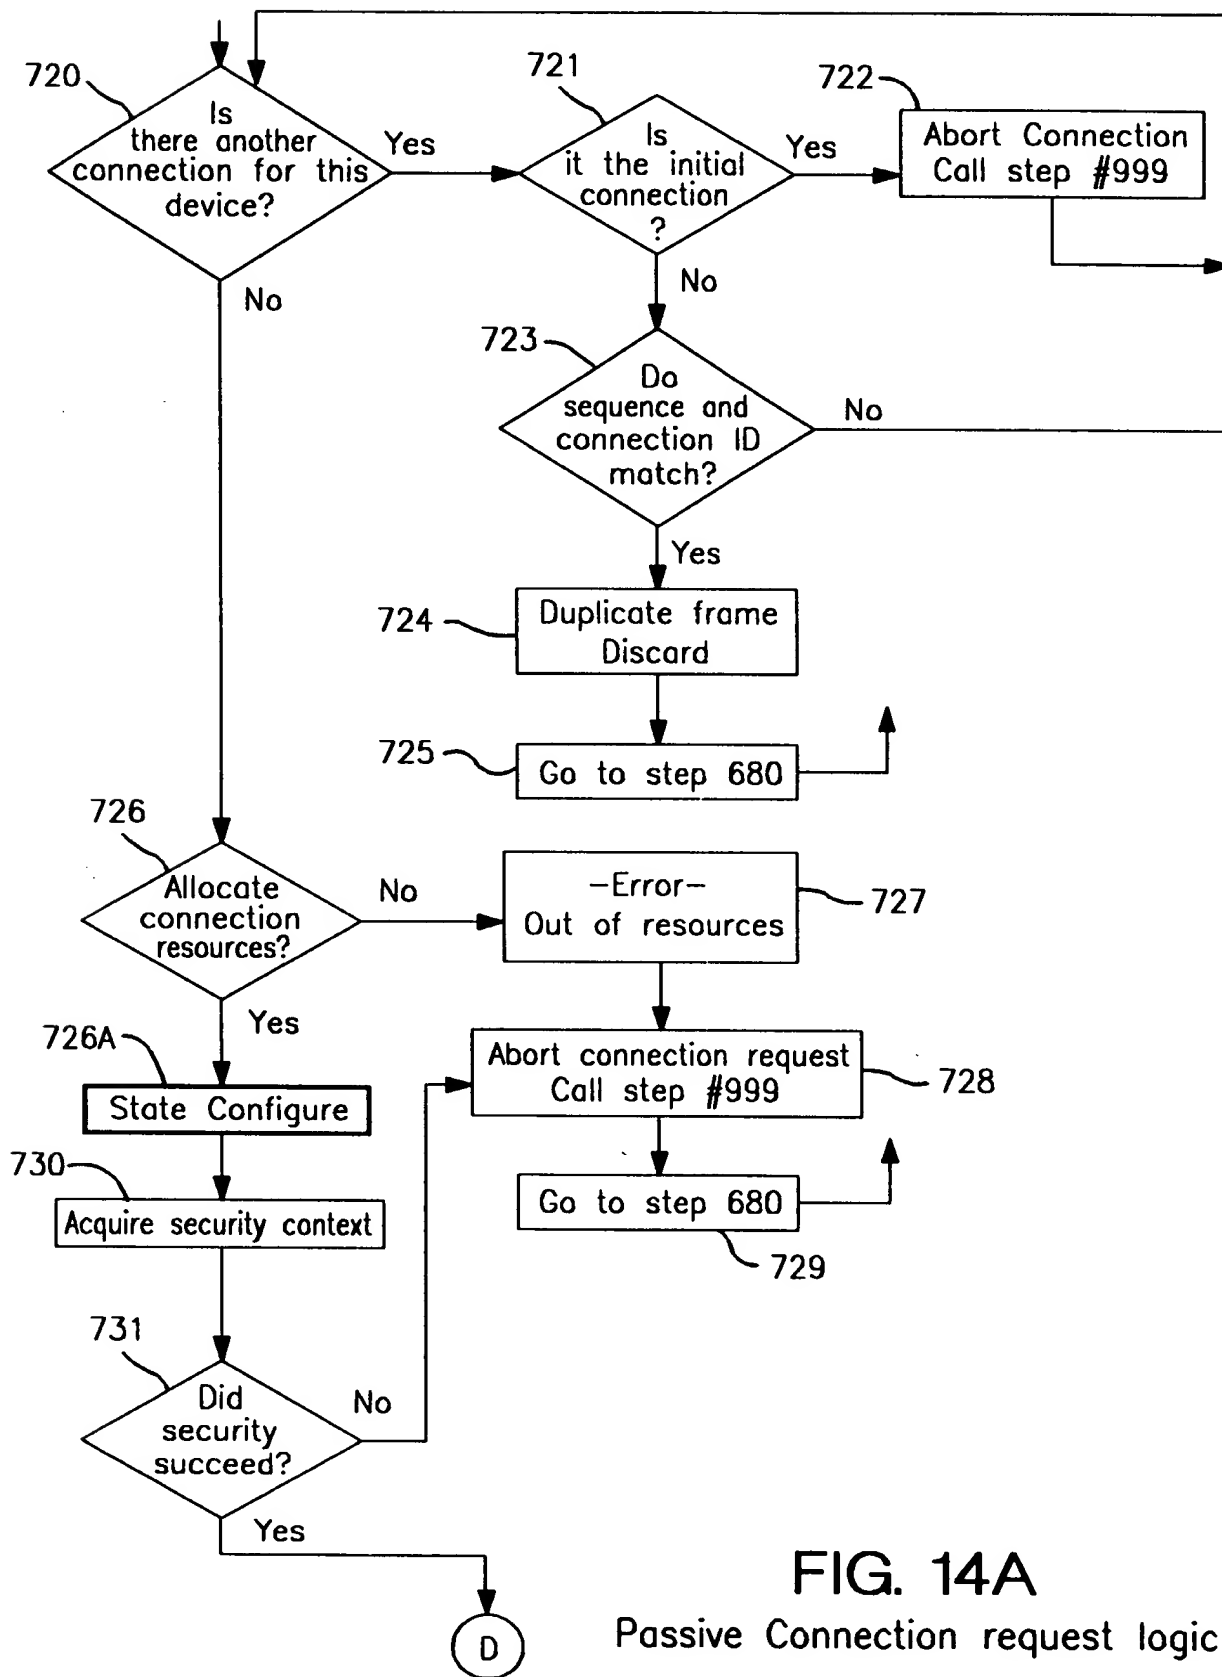 720
Is
there another
connection for this
device?
Yes
No
721
Is
it the initial
connection
?
Yes
No
722
Abort Connection
Call step #999
723
Do
sequence and
connection ID
match?
No
Yes
724
Duplicate frame
Discard
725
Go to step 680
726
Allocate
connection
resources?
No
Yes
-Error-
Out of resources
727
726A
State Configure
Abort connection request
Call step #999
728
730
Acquire security context
Go to step 680
729
731
Did
security
succeed?
No
Yes
D
FIG. 14A
Passive Connection request logic